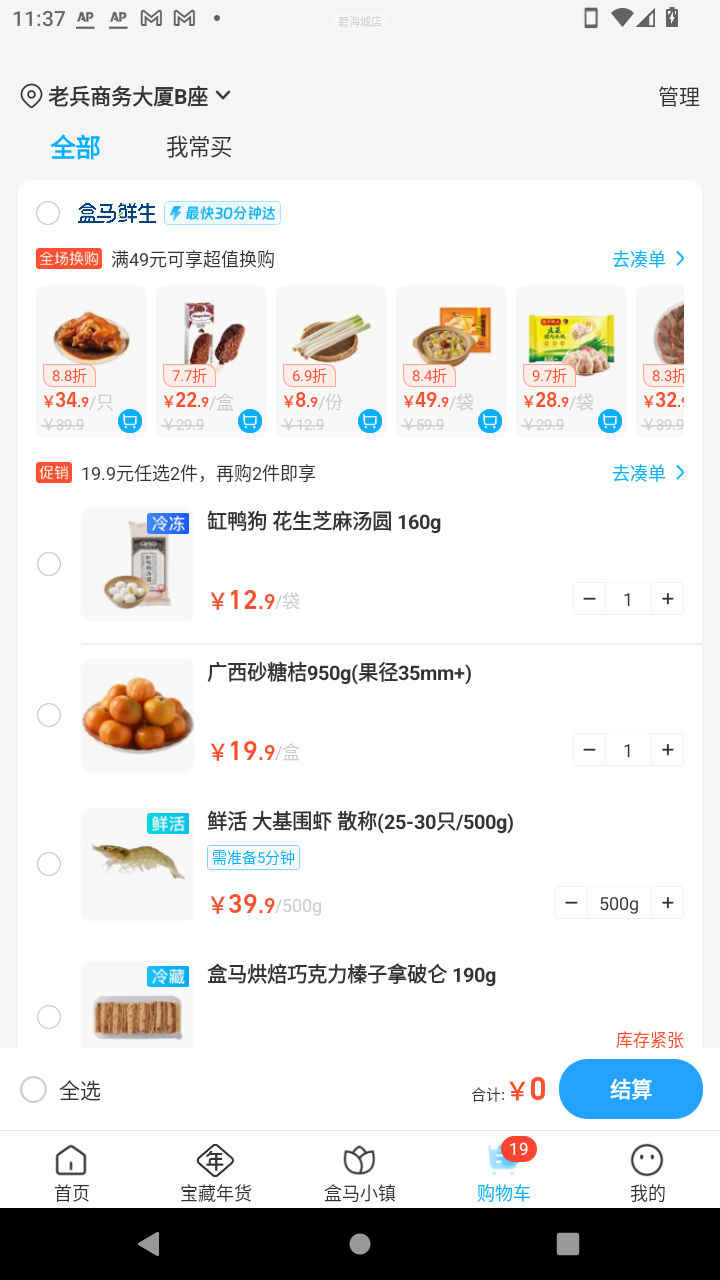 11:37 AP AP
碧海城店
老兵商务大厦B座
管理
全部 我常买
盒马鲜生 最快30分钟达
全场换购 满49元可享超值换购 去凑单
8.8折 7.7折 6.9折 8.4折 9.7折 8.3折
¥34.9/只 ¥22.9/盒 ¥8.9/份 ¥49.9/袋 ¥28.9/袋 ¥32.9
¥39.9 ¥29.9 ¥12.9 ¥59.9 ¥29.9 ¥39.9
促销 19.9元任选2件，再购2件即享 去凑单
冷冻
缸鸭狗 花生芝麻汤圆 160g
¥12.9/袋
− 1 +
广西砂糖桔950g(果径35mm+)
¥19.9/盒
− 1 +
鲜活
鲜活 大基围虾 散称(25-30只/500g)
需准备5分钟
¥39.9/500g
− 500g +
冷藏
盒马烘焙巧克力榛子拿破仑 190g
库存紧张
全选
合计:¥0
结算
19
首页 宝藏年货 盒马小镇 购物车 我的
年